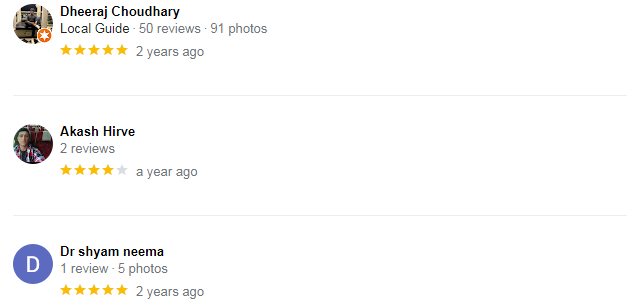 Dheeraj Choudhary
Local Guide · 50 reviews · 91 photos
2 years ago
Akash Hirve
2 reviews
a year ago
D
Dr shyam neema
1 review · 5 photos
2 years ago